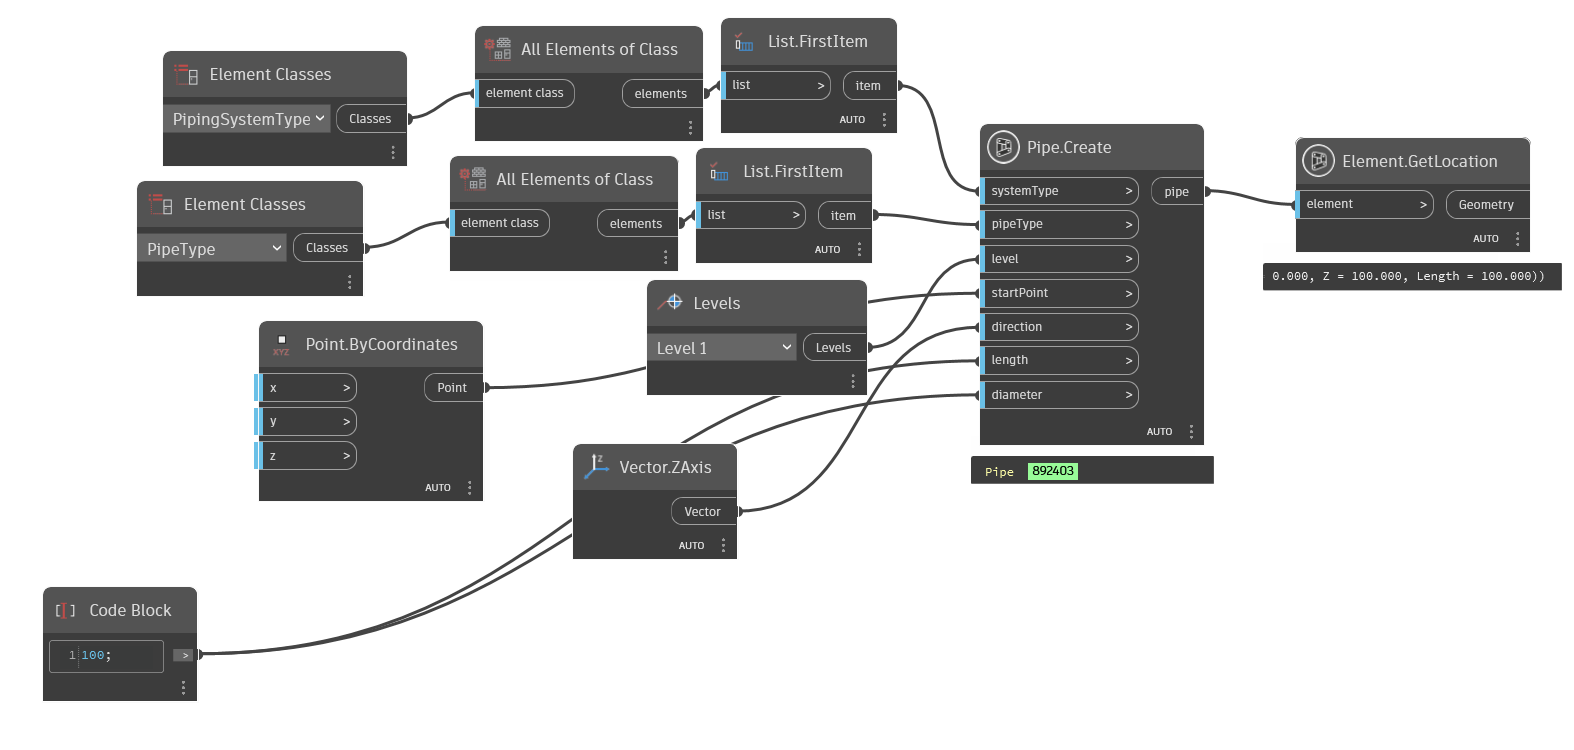 Element Classes
PipingSystemType
Classes
All Elements of Class
element class
elements
List.FirstItem
list >
item
AUTO
Element Classes
PipeType
Classes
All Elements of Class
element class
elements
List.FirstItem
list >
item
AUTO
Levels
Level 1
Levels
Point.ByCoordinates
XYZ
x >
Point
y >
z >
AUTO
Z
Vector.ZAxis
Vector
AUTO
Code Block
1 100;
>
Pipe.Create
systemType >
pipe
pipeType >
level >
startPoint >
direction >
length >
diameter >
AUTO
Pipe 892403
Element.GetLocation
element >
Geometry
AUTO
0.000, Z = 100.000, Length = 100.000))